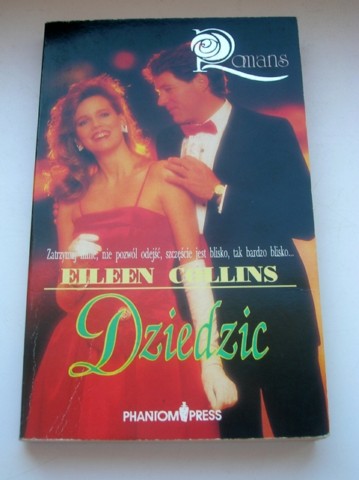 Romans
Zatrzymaj mnie, nie pozwól odejść, szczęście jest blisko, tak bardzo blisko...
EILEEN COLLINS
Dziedzic
PHANTOM PRESS